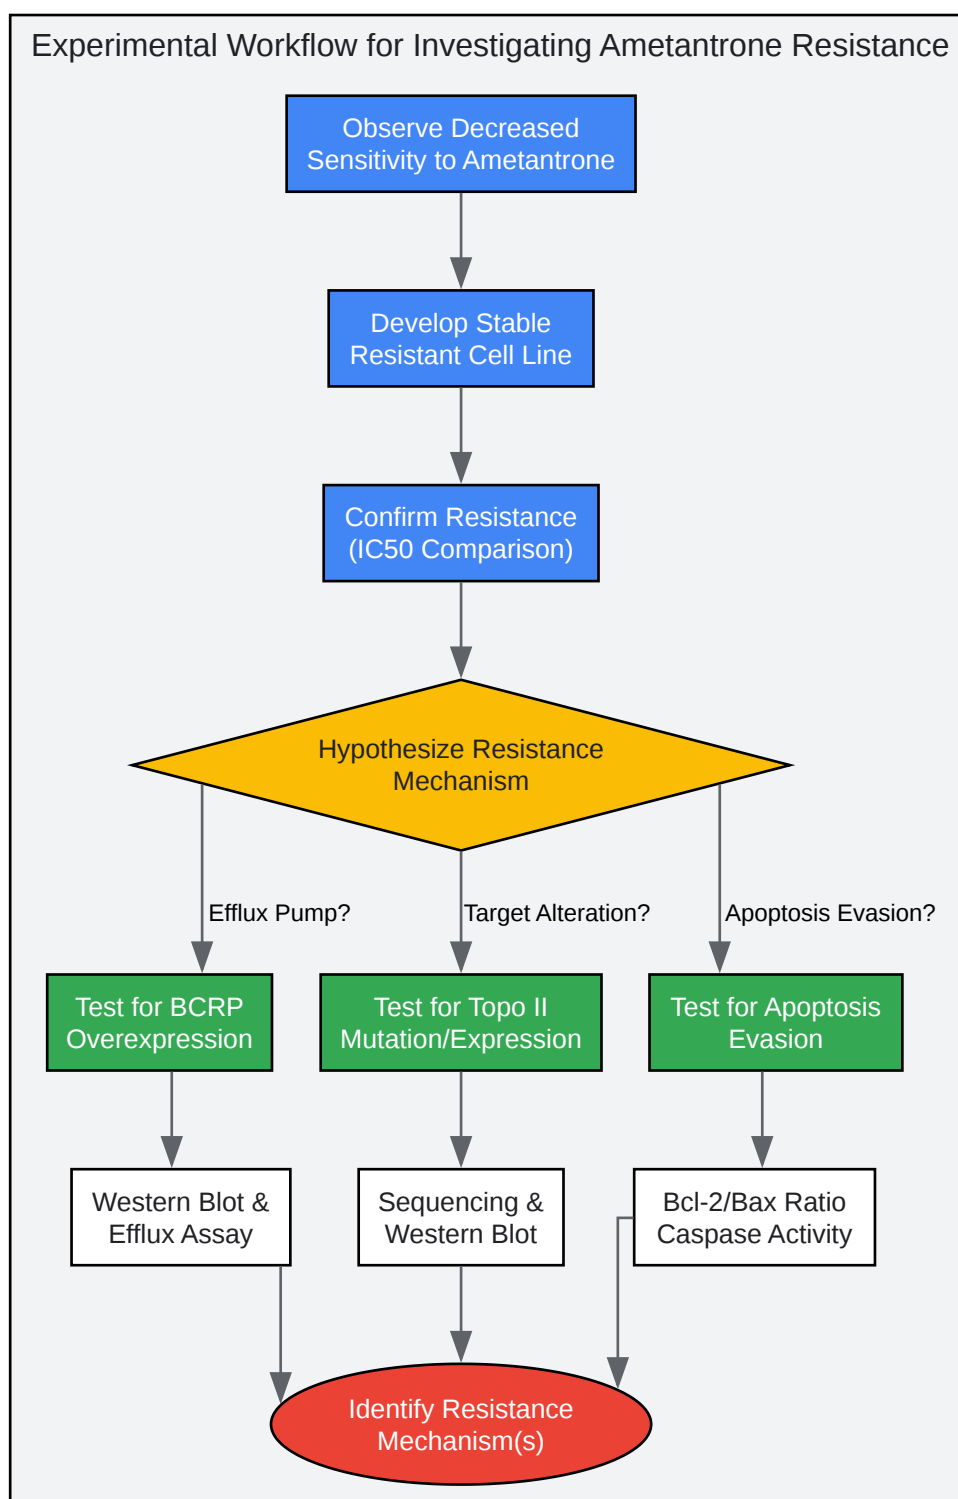 Experimental Workflow for Investigating Ametantrone Resistance
Observe Decreased
Sensitivity to Ametantrone
Develop Stable
Resistant Cell Line
Confirm Resistance
(IC50 Comparison)
Hypothesize Resistance
Mechanism
Efflux Pump?
Target Alteration?
Apoptosis Evasion?
Test for BCRP
Overexpression
Test for Topo II
Mutation/Expression
Test for Apoptosis
Evasion
Western Blot &
Efflux Assay
Sequencing &
Western Blot
Bcl-2/Bax Ratio
Caspase Activity
Identify Resistance
Mechanism(s)